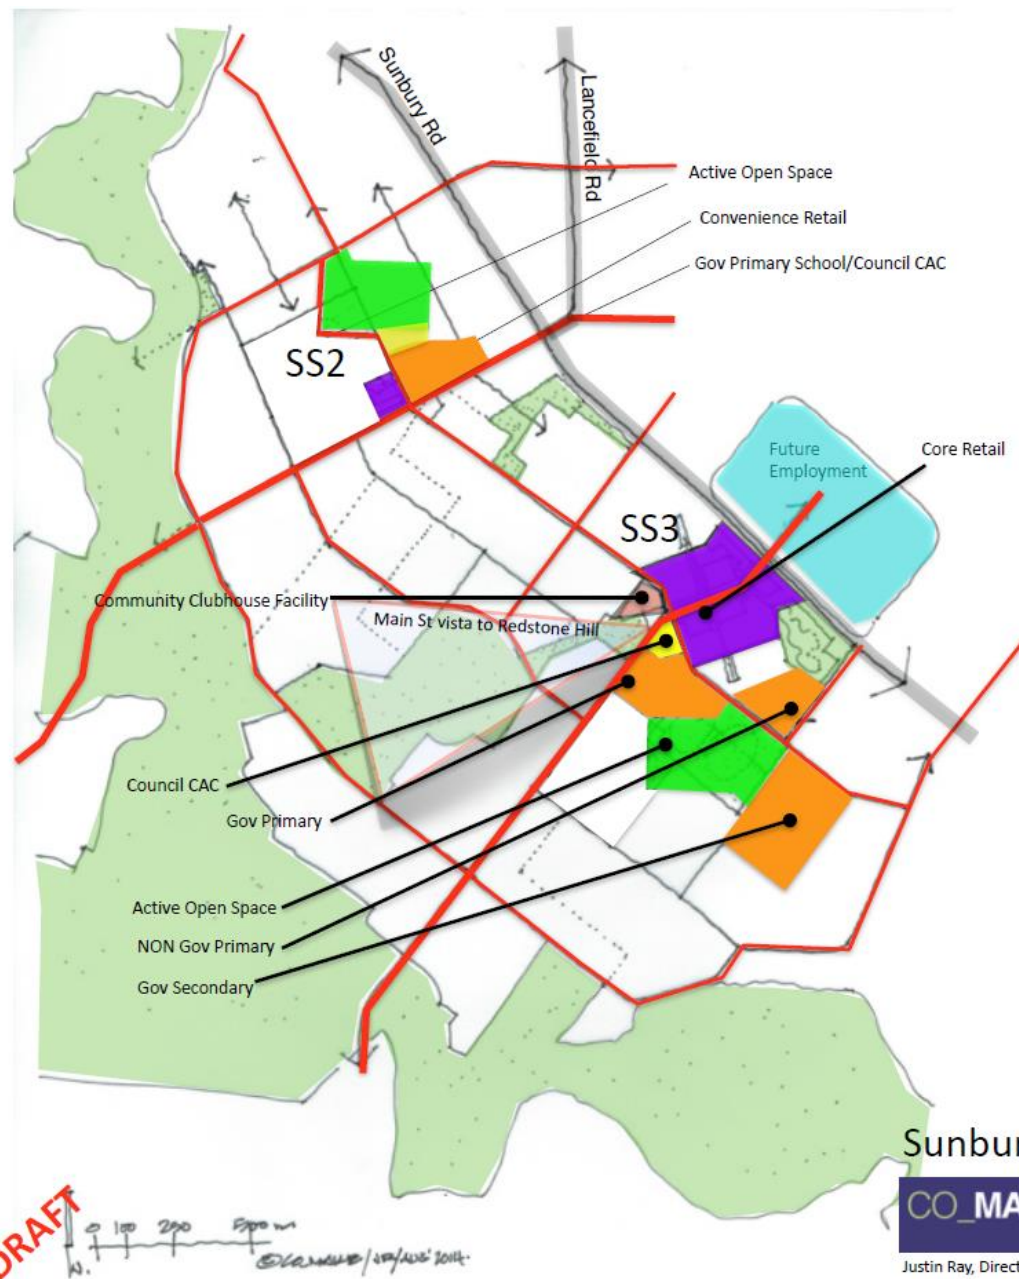 Sunbury Rd
Lancefield Rd
Active Open Space
Convenience Retail
Gov Primary School/Council CAC
SS2
Future
Employment
Core Retail
SS3
Community Clubhouse Facility
Main St vista to Redstone Hill
Council CAC
Gov Primary
Active Open Space
NON Gov Primary
Gov Secondary
Sunbu
CO_MA
Justin Ray, Direct
DRAFT
0 100 250 500m
N.